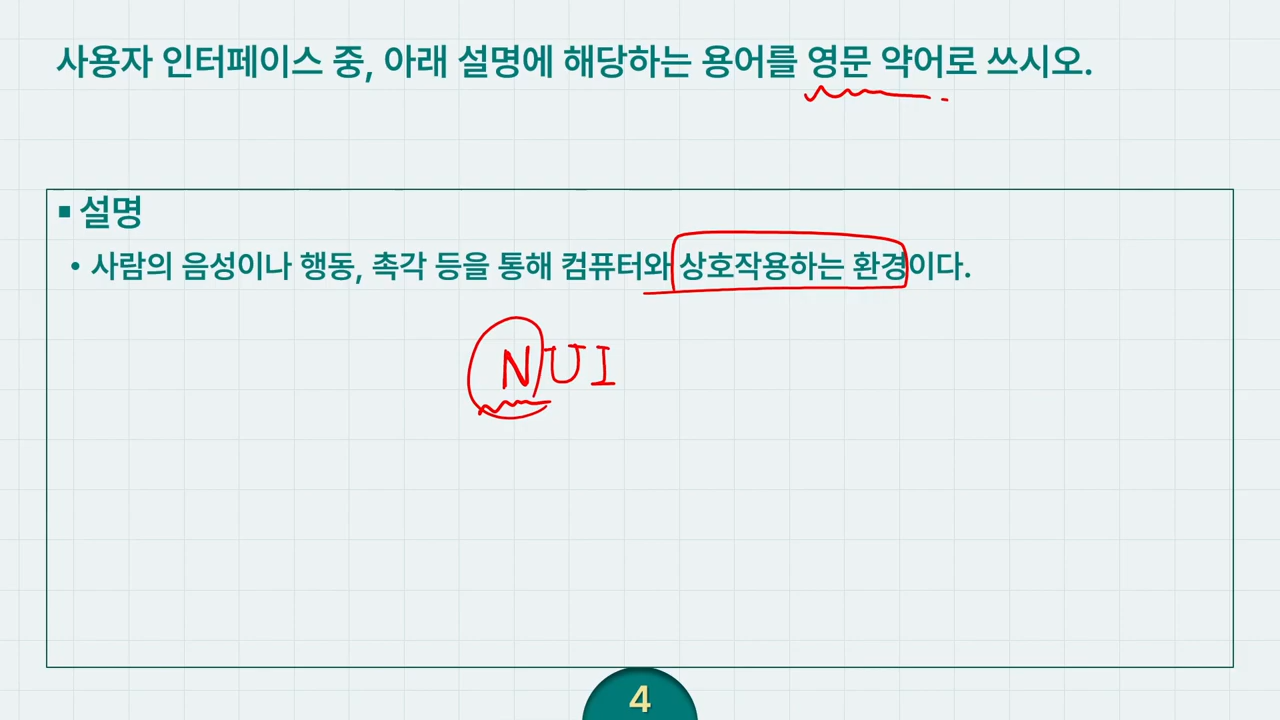 사용자 인터페이스 중, 아래 설명에 해당하는 용어를 영문 약어로 쓰시오.
▪ 설명
• 사람의 음성이나 행동, 촉각 등을 통해 컴퓨터와 상호작용하는 환경이다.
NUI
4